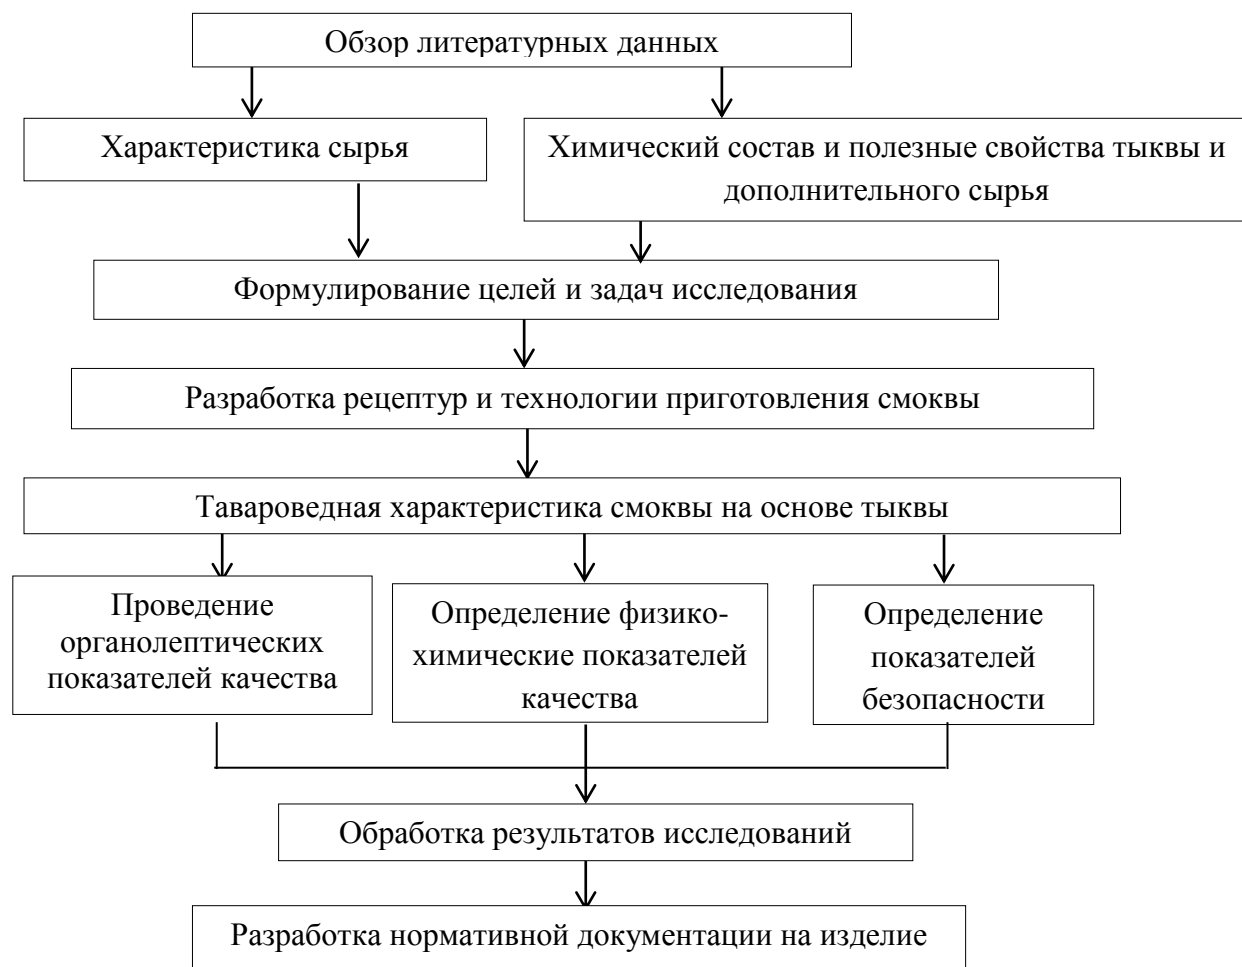 Обзор литературных данных
Характеристика сырья
Химический состав и полезные свойства тыквы и
дополнительного сырья
Формулирование целей и задач исследования
Разработка рецептур и технологии приготовления смоквы
Тавароведная характеристика смоквы на основе тыквы
Проведение
органолептических
показателей качества
Определение физико-
химические показателей
качества
Определение
показателей
безопасности
Обработка результатов исследований
Разработка нормативной документации на изделие